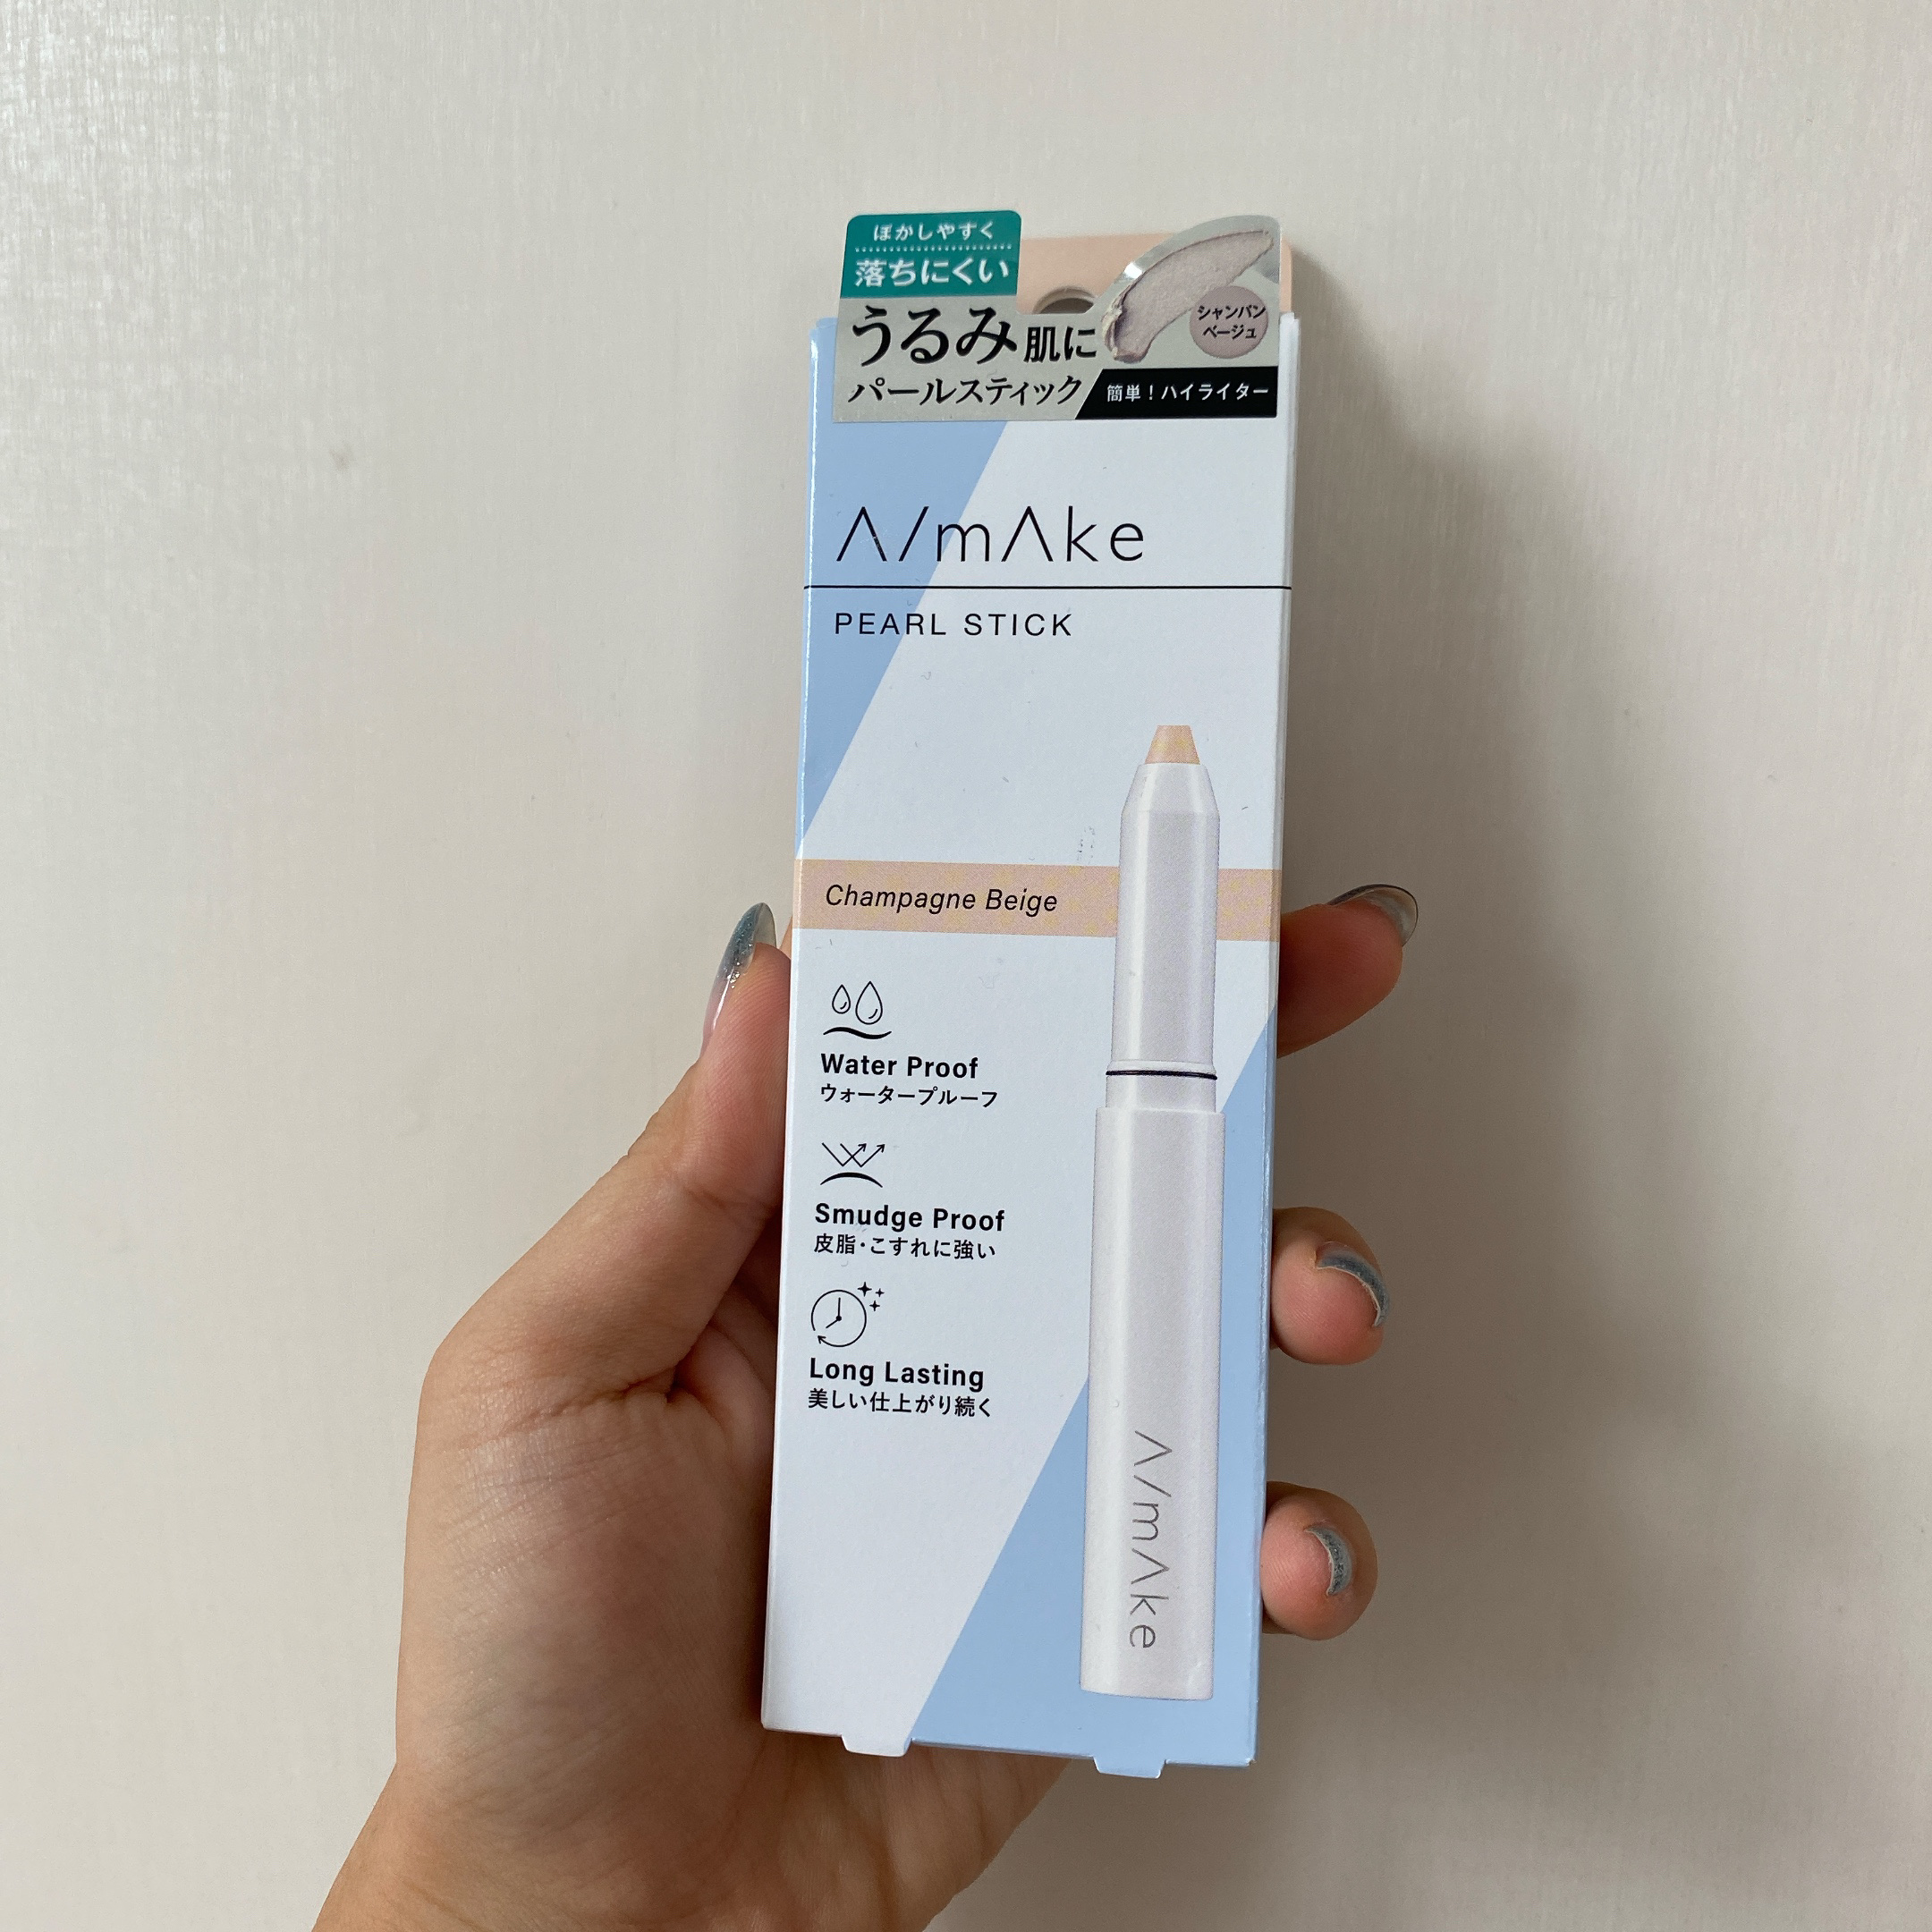 ぼかしやすく
落ちにくい
うるみ肌に
パールスティック
シャンパン
ベージュ
簡単！ハイライター
A/mAke
PEARL STICK
Champagne Beige
Water Proof
ウォータープルーフ
Smudge Proof
皮脂・こすれに強い
Long Lasting
美しい仕上がり続く
A/mAke